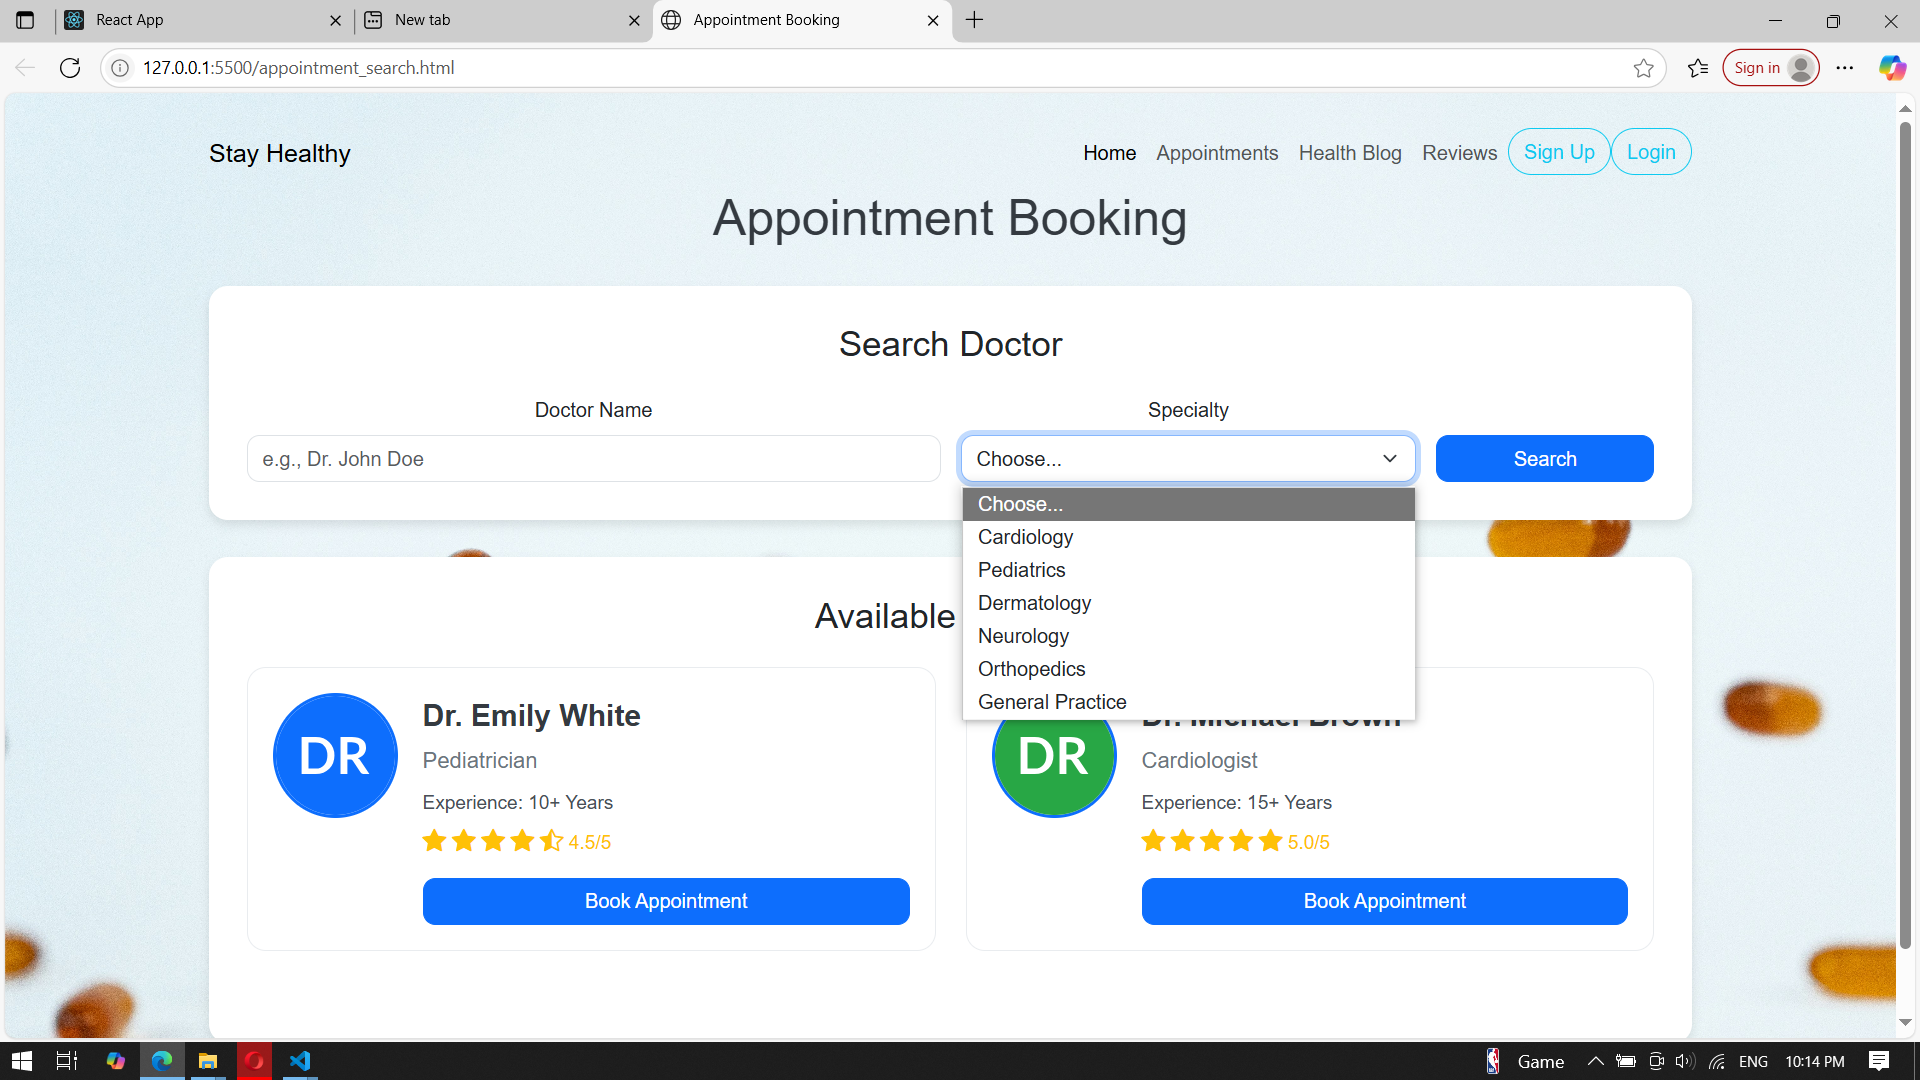 React App
New tab
Appointment Booking
127.0.0.1:5500/appointment_search.html
Sign in
Stay Healthy
Home Appointments Health Blog Reviews Sign Up Login
Appointment Booking
Search Doctor
Doctor Name
Specialty
e.g., Dr. John Doe
Choose...
Search
Choose...
Cardiology
Pediatrics
Dermatology
Neurology
Orthopedics
General Practice
Available
DR
Dr. Emily White
Pediatrician
Experience: 10+ Years
4.5/5
Book Appointment
DR
Dr. Michael Brown
Cardiologist
Experience: 15+ Years
5.0/5
Book Appointment
Game
ENG
10:14 PM